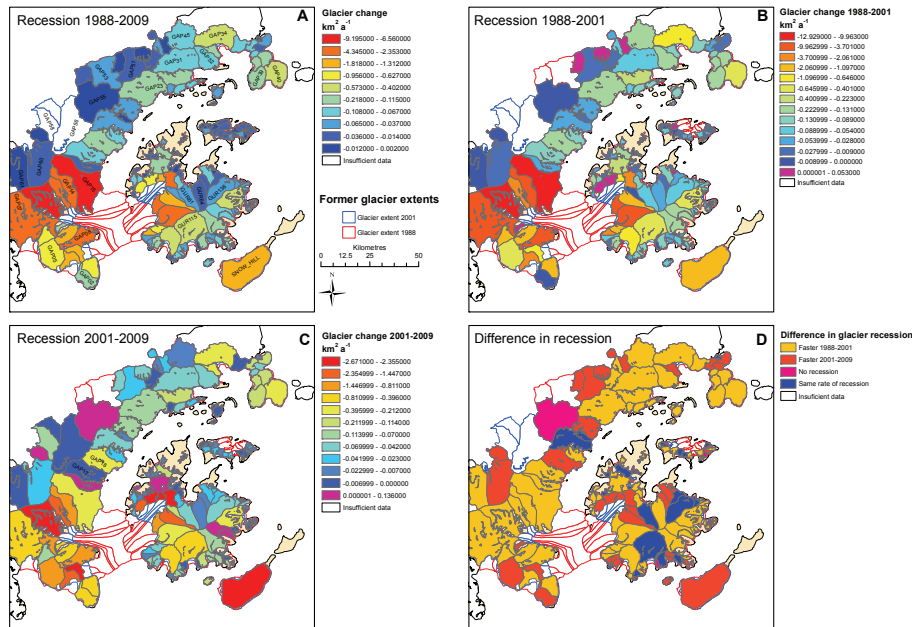 Recession 1988-2009
A
GAP45
GAP34
GAP31
GAP32
GAP23
GAP40
GAP12
GAP15
GUR115
SNOW_HILL
Glacier change
km² a⁻¹
-9.195000 - -6.560000
-4.345000 - -2.353000
-1.818000 - -1.312000
-0.956000 - -0.627000
-0.573000 - -0.402000
-0.218000 - -0.115000
-0.108000 - -0.067000
-0.065000 - -0.037000
-0.036000 - -0.014000
-0.012000 - 0.002000
Insufficient data
Former glacier extents
Glacier extent 2001
Glacier extent 1988
Kilometres
0 12.5 25 50
N
B
Glacier change 1988-2001
km² a⁻¹
-12.929000 - -9.963000
-9.962999 - -3.701000
-3.700999 - -2.061000
-2.060999 - -1.097000
-1.096999 - -0.646000
-0.645999 - -0.401000
-0.400999 - -0.223000
-0.222999 - -0.131000
-0.130999 - -0.089000
-0.088999 - -0.054000
-0.053999 - -0.028000
-0.027999 - -0.009000
-0.008999 - 0.000000
0.000001 - 0.053000
Insufficient data
Recession 1988-2001
Recession 2001-2009
C
Glacier change 2001-2009
km² a⁻¹
-2.671000 - -2.355000
-2.354999 - -1.447000
-1.446999 - -0.811000
-0.810999 - -0.396000
-0.395999 - -0.212000
-0.211999 - -0.114000
-0.113999 - -0.070000
-0.069999 - -0.042000
-0.041999 - -0.023000
-0.022999 - -0.007000
-0.006999 - 0.000000
0.000001 - 0.136000
Insufficient data
Difference in recession
D
Difference in glacier recession
Faster 1988-2001
Faster 2001-2009
No recession
Same rate of recession
Insufficient data